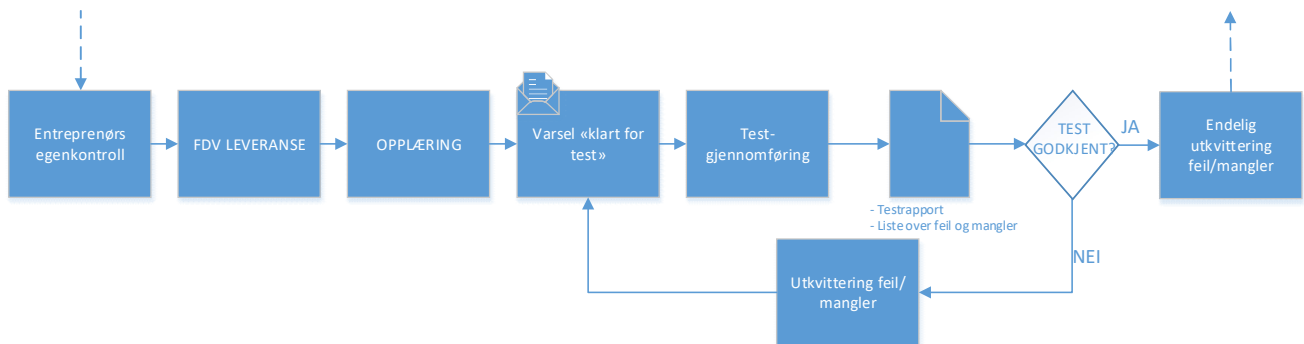 Entreprenørs
egenkontroll
FDV LEVERANSE
OPPLÆRING
Varsel «klart for
test»
Test-
gjennomføring
- Testrapport
- Liste over feil og mangler
TEST
GODKJENT?
JA
Endelig
utkvittering
feil/mangler
NEI
Utkvittering feil/
mangler